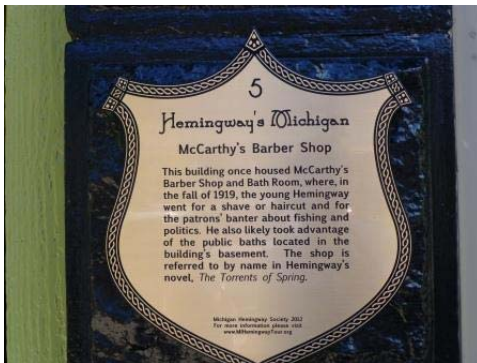 5
Hemingway's Michigan
McCarthy's Barber Shop
This building once housed McCarthy's
Barber Shop and Bath Room, where, in
the fall of 1919, the young Hemingway
went for a shave or haircut and for
the patrons' banter about fishing and
politics. He also likely took advantage
of the public baths located in the
building's basement. The shop is
referred to by name in Hemingway's
novel, The Torrents of Spring.
Michigan Hemingway Society 2012
For more information please visit
www.MiHemingwayTour.org